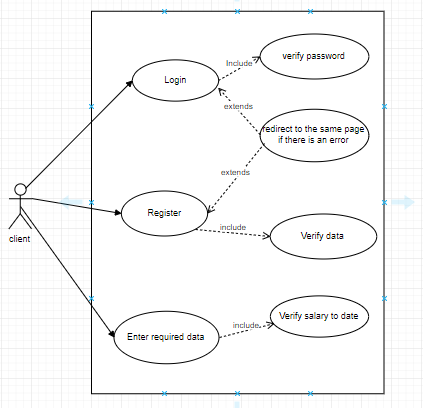 verify password
Include
Login
extends
redirect to the same page
if there is an error
extends
Register
include
Verify data
client
Verify salary to date
include
Enter required data